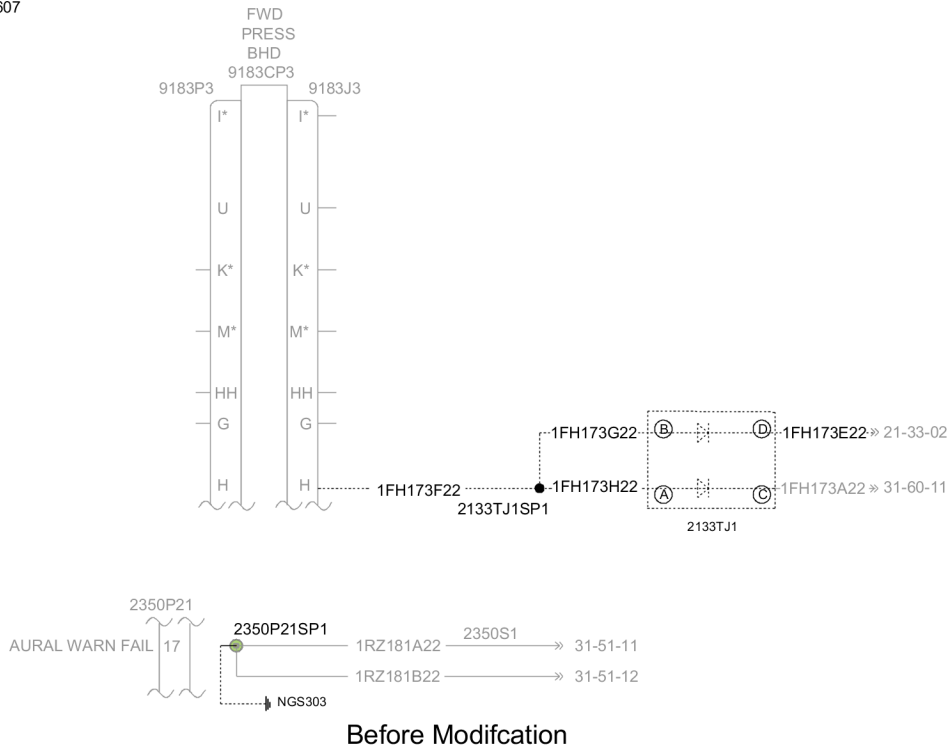 607
FWD
PRESS
BHD
9183CP3
9183P3
9183J3
I* I*
U U
K* K*
M* M*
HH HH
G G
H H
1FH173F22
2133TJ1SP1
1FH173G22
B D
1FH173E22
21-33-02
1FH173H22
A C
1FH173A22
31-60-11
2133TJ1
2350P21
AURAL WARN FAIL 17
2350P21SP1
1RZ181A22
2350S1
31-51-11
1RZ181B22
31-51-12
NGS303
Before Modifcation